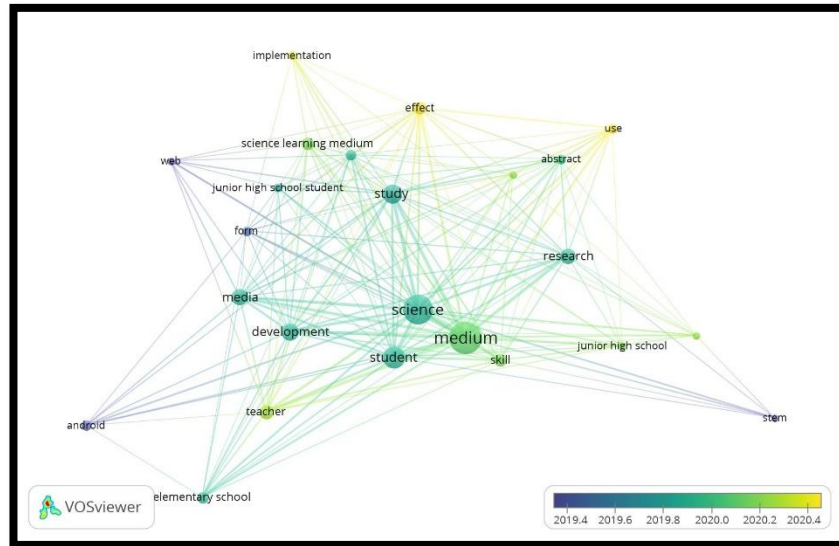 implementation
effect
use
science learning medium
web
abstract
junior high school student
study
form
research
media
science
development
medium
junior high school
student
skill
teacher
stem
android
elementary school
VOSviewer
2019.4 2019.6 2019.8 2020.0 2020.2 2020.4